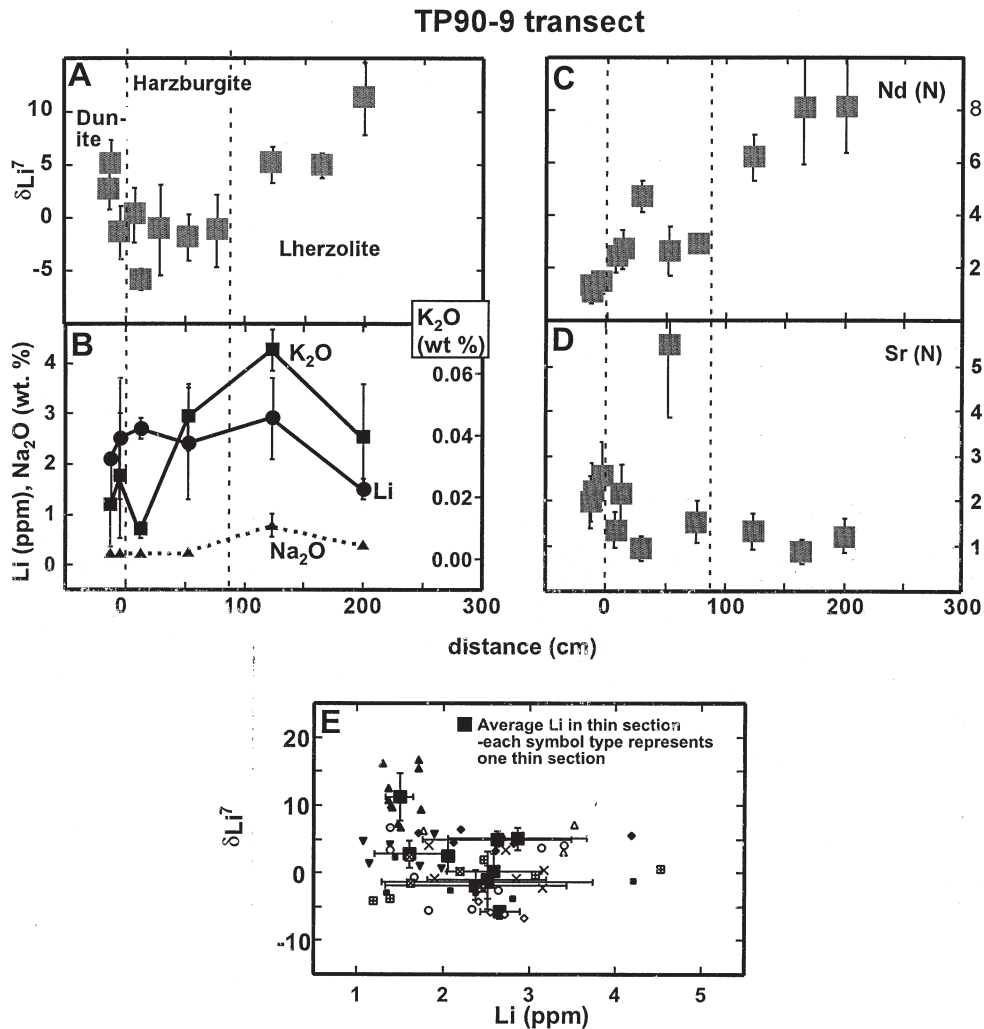 TP90-9 transect
A
Harzburgite
Dun-
ite
Lherzolite
δLi⁷
10
5
0
-5
C
Nd (N)
8
6
4
2
B
K₂O
(wt %)
K₂O
Li
Na₂O
Li (ppm), Na₂O (wt. %)
4
3
2
1
0
0.06
0.04
0.02
0.00
0
100
200
300
D
Sr (N)
5
4
3
2
1
0
100
200
300
distance (cm)
E
Average Li in thin section
-each symbol type represents
one thin section
δLi⁷
20
10
0
-10
1
2
3
4
5
Li (ppm)